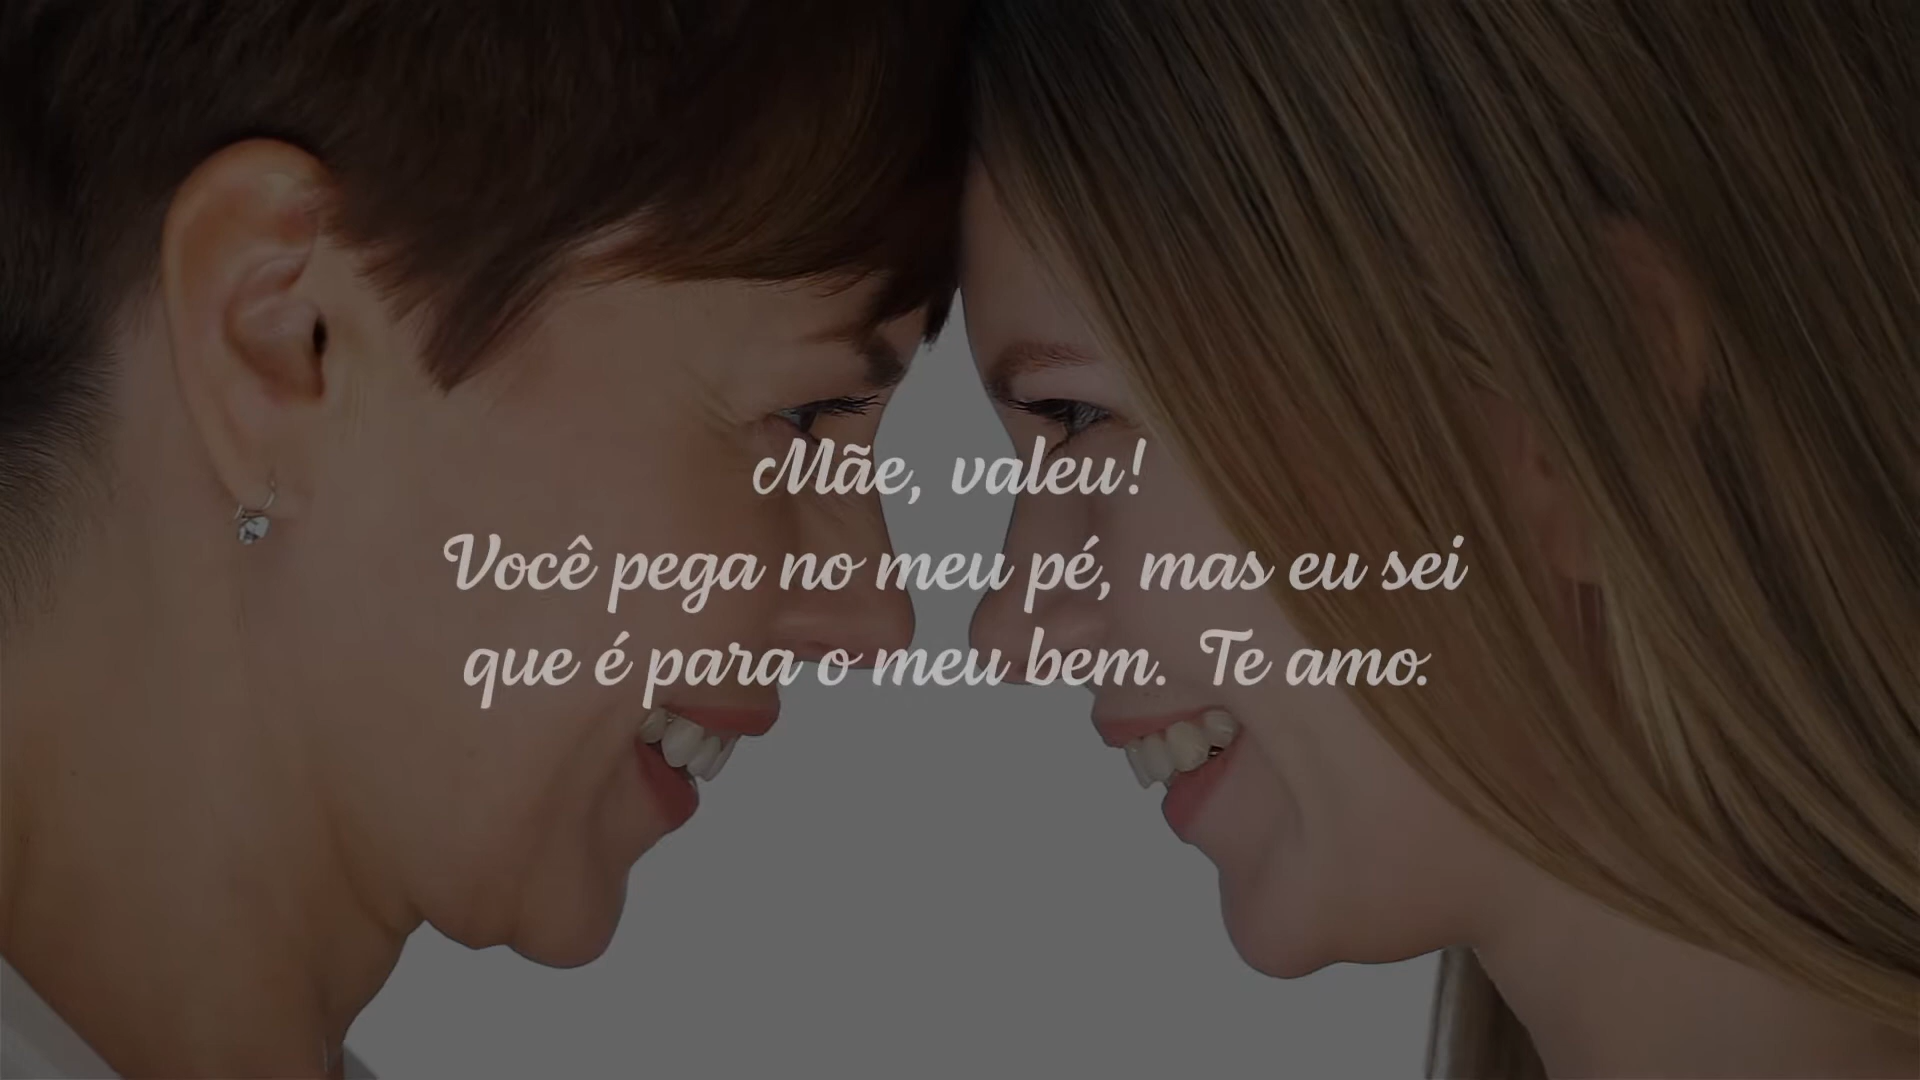 Mãe, valeu!
Você pega no meu pé, mas eu sei
que é para o meu bem. Te amo.